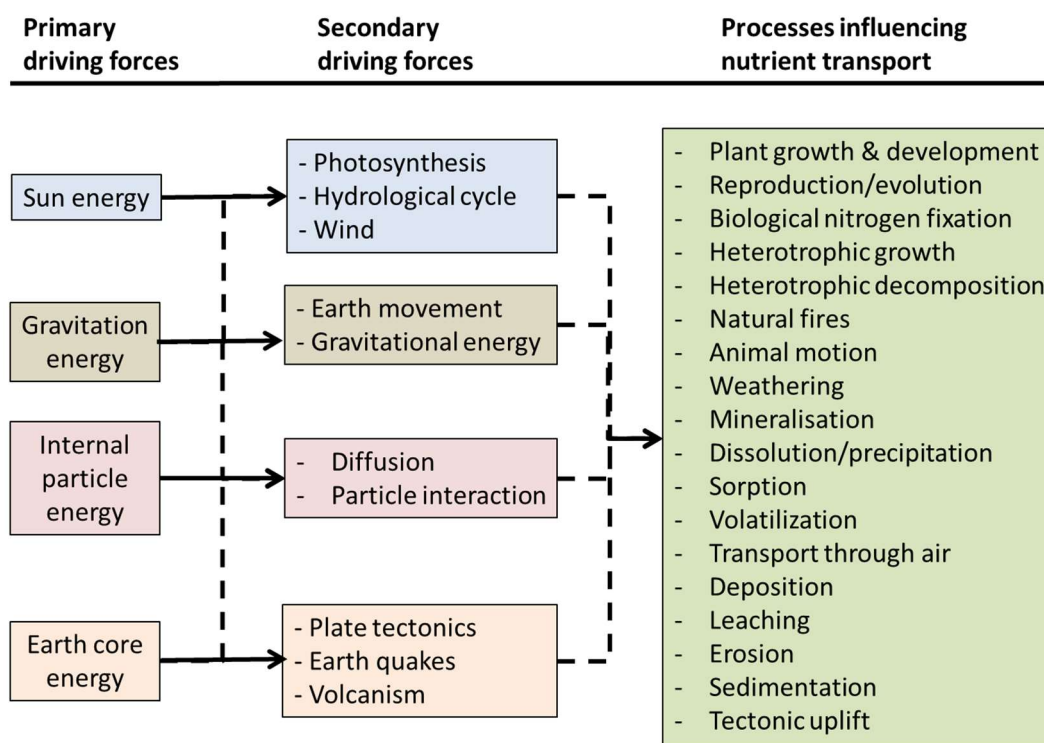 Primary
driving forces
Secondary
driving forces
Processes influencing
nutrient transport
Sun energy
- Photosynthesis
- Hydrological cycle
- Wind
Gravitation
energy
- Earth movement
- Gravitational energy
Internal
particle
energy
- Diffusion
- Particle interaction
Earth core
energy
- Plate tectonics
- Earth quakes
- Volcanism
- Plant growth & development
- Reproduction/evolution
- Biological nitrogen fixation
- Heterotrophic growth
- Heterotrophic decomposition
- Natural fires
- Animal motion
- Weathering
- Mineralisation
- Dissolution/precipitation
- Sorption
- Volatilization
- Transport through air
- Deposition
- Leaching
- Erosion
- Sedimentation
- Tectonic uplift